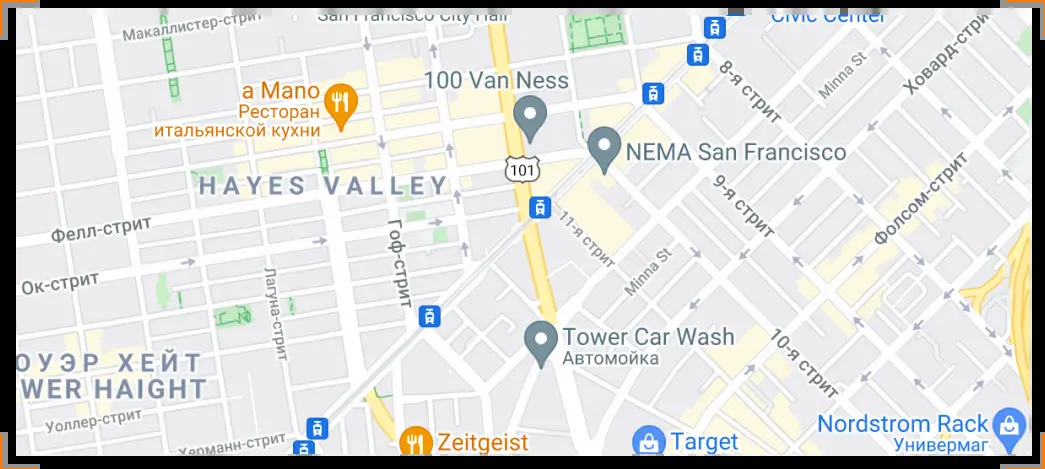 San Francisco City Hall
Civic Center
Макаллистер-стрит
Ховард-стрит
8-я стрит
Minna St
100 Van Ness
a Mano
Ресторан
итальянской кухни
NEMA San Francisco
101
HAYES VALLEY
9-я стрит
Фолсом-стрит
Фелл-стрит
11-я стрит
Гоф-стрит
Ок-стрит
Minna St
Лагуна-стрит
Tower Car Wash
Автомойка
10-я стрит
ОУЭР ХЕЙТ
WER HAIGHT
Уоллер-стрит
Херманн-стрит
Zeitgeist
Target
Nordstrom Rack
Универмаг